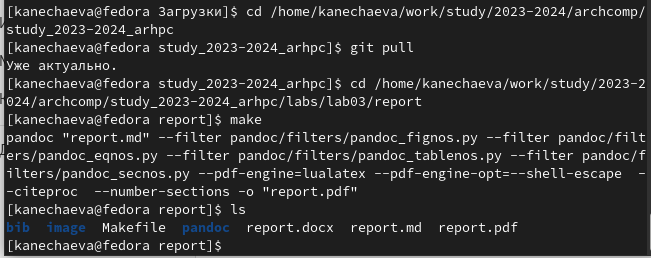 [kanechaeva@fedora Загрузки]$ cd /home/kanechaeva/work/study/2023-2024/archcomp/
study_2023-2024_arhpc
[kanechaeva@fedora study_2023-2024_arhpc]$ git pull
Уже актуально.
[kanechaeva@fedora study_2023-2024_arhpc]$ cd /home/kanechaeva/work/study/2023-2
024/archcomp/study_2023-2024_arhpc/labs/lab03/report
[kanechaeva@fedora report]$ make
pandoc "report.md" --filter pandoc/filters/pandoc_fignos.py --filter pandoc/filt
ers/pandoc_eqnos.py --filter pandoc/filters/pandoc_tablenos.py --filter pandoc/f
ilters/pandoc_secnos.py --pdf-engine=lualatex --pdf-engine-opt=--shell-escape  -
-citeproc  --number-sections -o "report.pdf"
[kanechaeva@fedora report]$ ls
bib  image  Makefile  pandoc  report.docx  report.md  report.pdf
[kanechaeva@fedora report]$